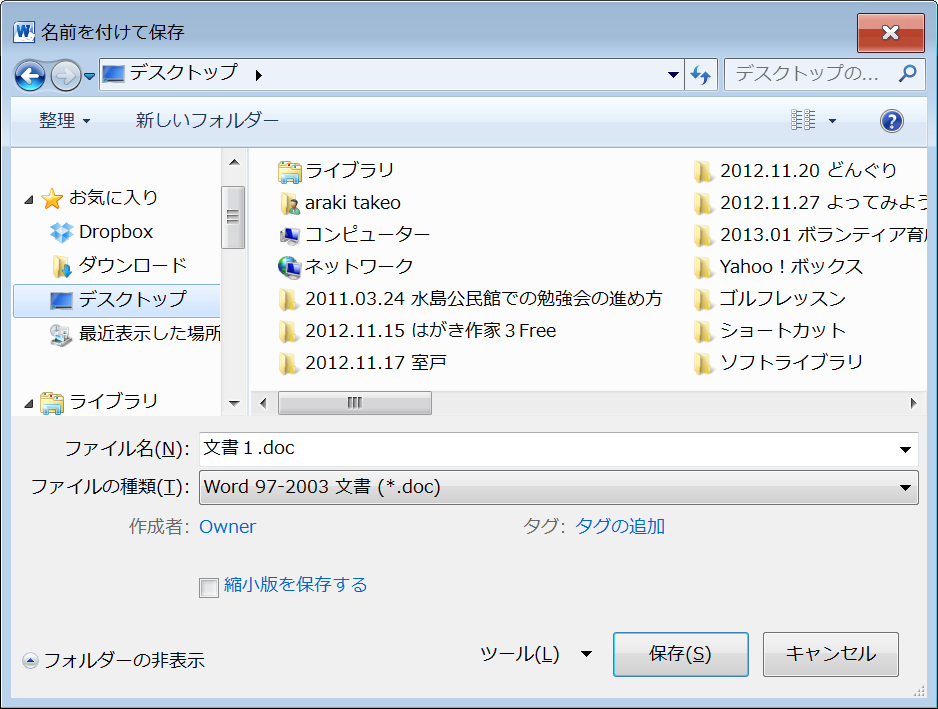 名前を付けて保存
デスクトップ
デスクトップの...
整理
新しいフォルダー
お気に入り
Dropbox
ダウンロード
デスクトップ
最近表示した場所
ライブラリ
ライブラリ
araki takeo
コンピューター
ネットワーク
2011.03.24 水島公民館での勉強会の進め方
2012.11.15 はがき作家３Free
2012.11.17 室戸
2012.11.20 どんぐり
2012.11.27 よってみよう
2013.01 ボランティア育成
Yahoo！ボックス
ゴルフレッスン
ショートカット
ソフトライブラリ
ファイル名(N): 文書１.doc
ファイルの種類(T): Word 97-2003 文書 (*.doc)
作成者: Owner
タグ: タグの追加
縮小版を保存する
フォルダーの非表示
ツール(L)
保存(S)
キャンセル